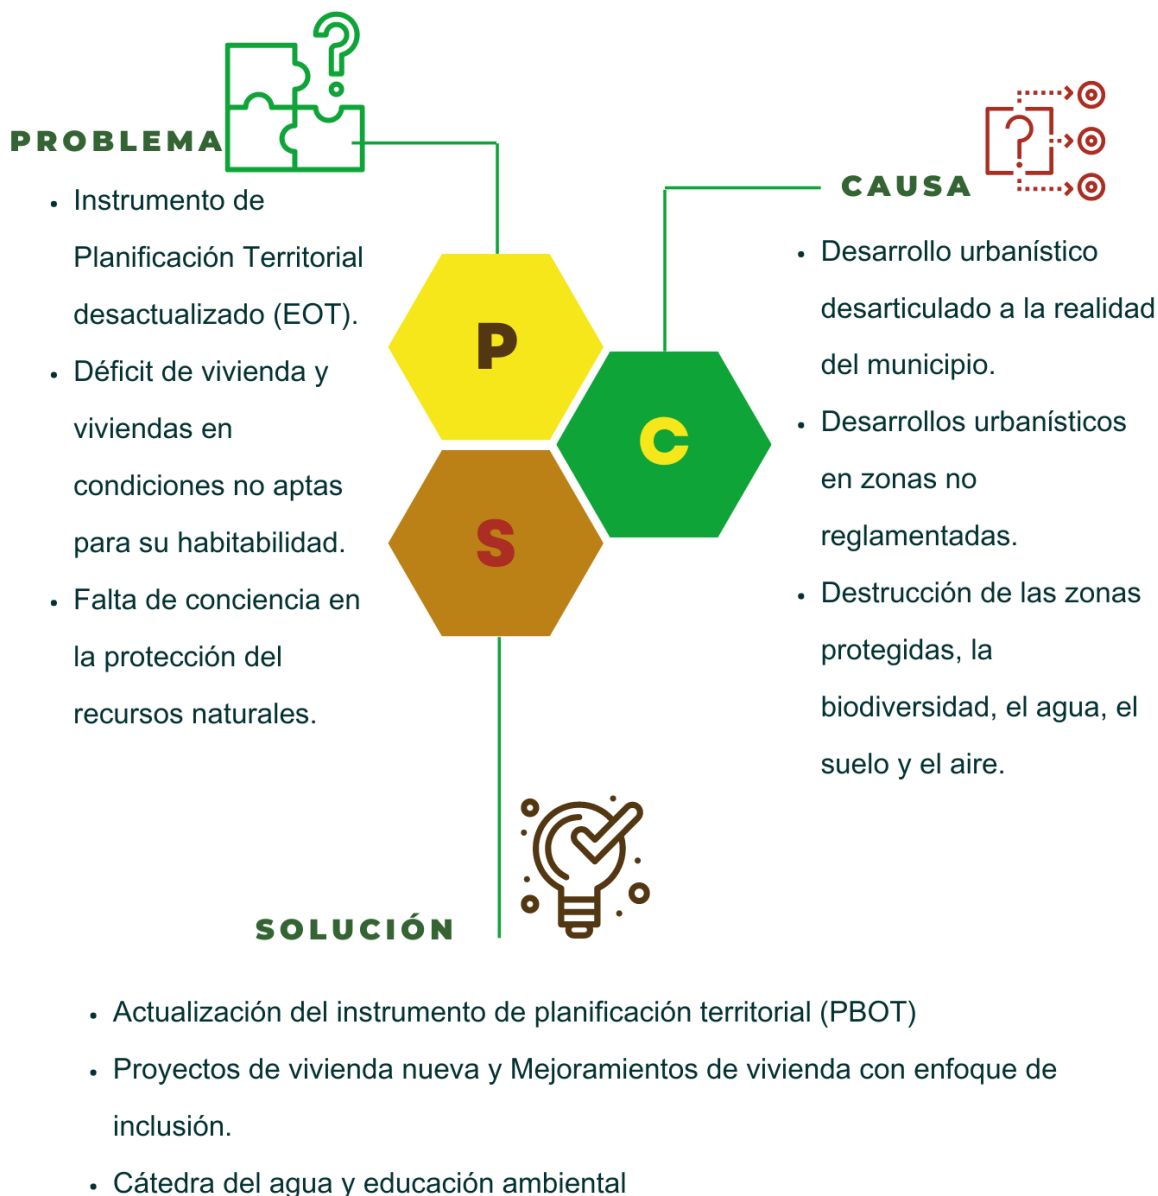 PROBLEMA
• Instrumento de
Planificación Territorial
desactualizado (EOT).
• Déficit de vivienda y
viviendas en
condiciones no aptas
para su habitabilidad.
• Falta de conciencia en
la protección del
recursos naturales.
P
C
S
CAUSA
• Desarrollo urbanístico
desarticulado a la realidad
del municipio.
• Desarrollos urbanísticos
en zonas no
reglamentadas.
• Destrucción de las zonas
protegidas, la
biodiversidad, el agua, el
suelo y el aire.
SOLUCIÓN
• Actualización del instrumento de planificación territorial (PBOT)
• Proyectos de vivienda nueva y Mejoramientos de vivienda con enfoque de
inclusión.
• Cátedra del agua y educación ambiental